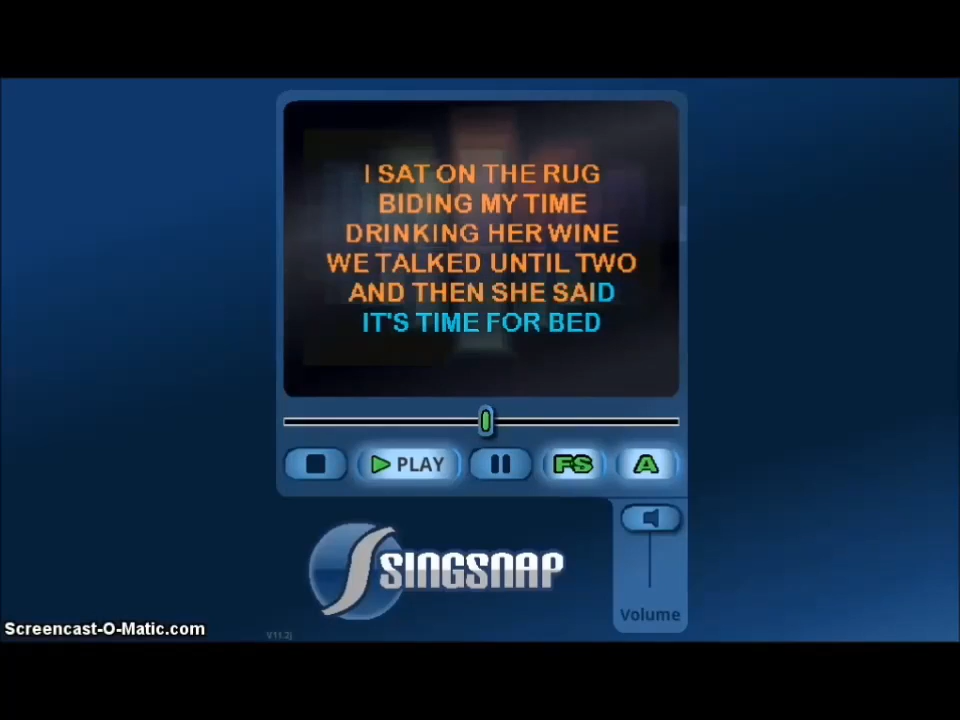 I SAT ON THE RUG
BIDING MY TIME
DRINKING HER WINE
WE TALKED UNTIL TWO
AND THEN SHE SAID
IT'S TIME FOR BED
PLAY
FS
A
SINGSNAP
Volume
Screencast-O-Matic.com